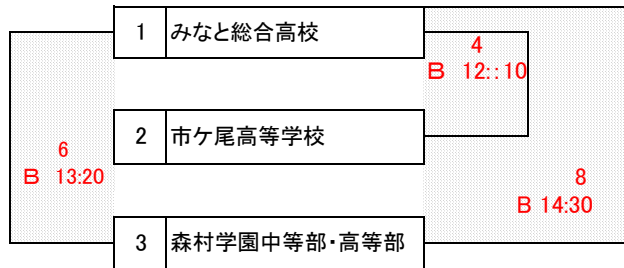 1 みなと総合高校
4
B 12::10
2 市ケ尾高等学校
6
B 13:20
8
B 14:30
3 森村学園中等部・高等部